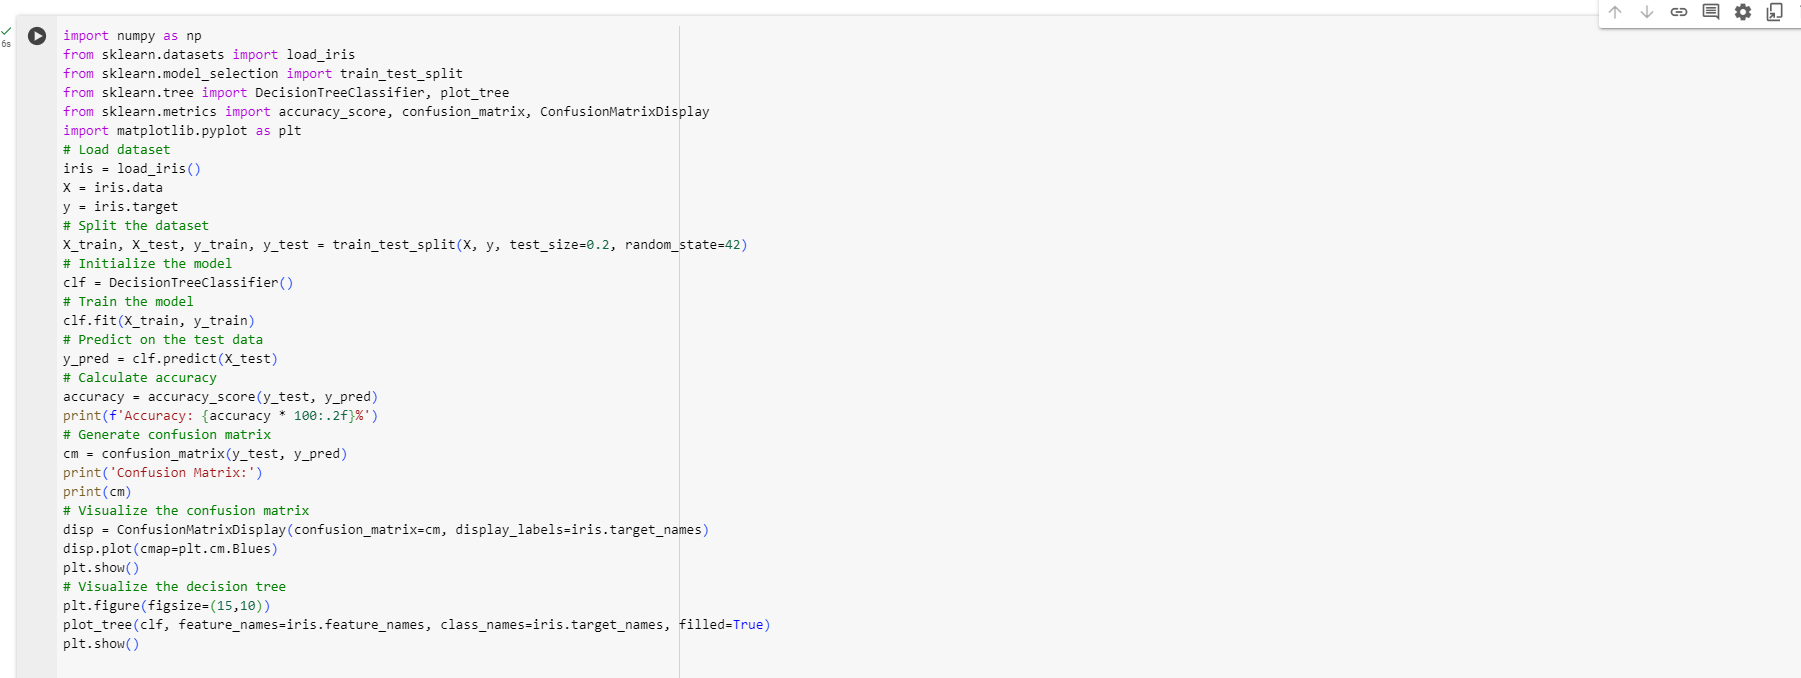 6s
import numpy as np
from sklearn.datasets import load_iris
from sklearn.model_selection import train_test_split
from sklearn.tree import DecisionTreeClassifier, plot_tree
from sklearn.metrics import accuracy_score, confusion_matrix, ConfusionMatrixDisplay
import matplotlib.pyplot as plt
# Load dataset
iris = load_iris()
X = iris.data
y = iris.target
# Split the dataset
X_train, X_test, y_train, y_test = train_test_split(X, y, test_size=0.2, random_state=42)
# Initialize the model
clf = DecisionTreeClassifier()
# Train the model
clf.fit(X_train, y_train)
# Predict on the test data
y_pred = clf.predict(X_test)
# Calculate accuracy
accuracy = accuracy_score(y_test, y_pred)
print(f'Accuracy: {accuracy * 100:.2f}%')
# Generate confusion matrix
cm = confusion_matrix(y_test, y_pred)
print('Confusion Matrix:')
print(cm)
# Visualize the confusion matrix
disp = ConfusionMatrixDisplay(confusion_matrix=cm, display_labels=iris.target_names)
disp.plot(cmap=plt.cm.Blues)
plt.show()
# Visualize the decision tree
plt.figure(figsize=(15,10))
plot_tree(clf, feature_names=iris.feature_names, class_names=iris.target_names, filled=True)
plt.show()